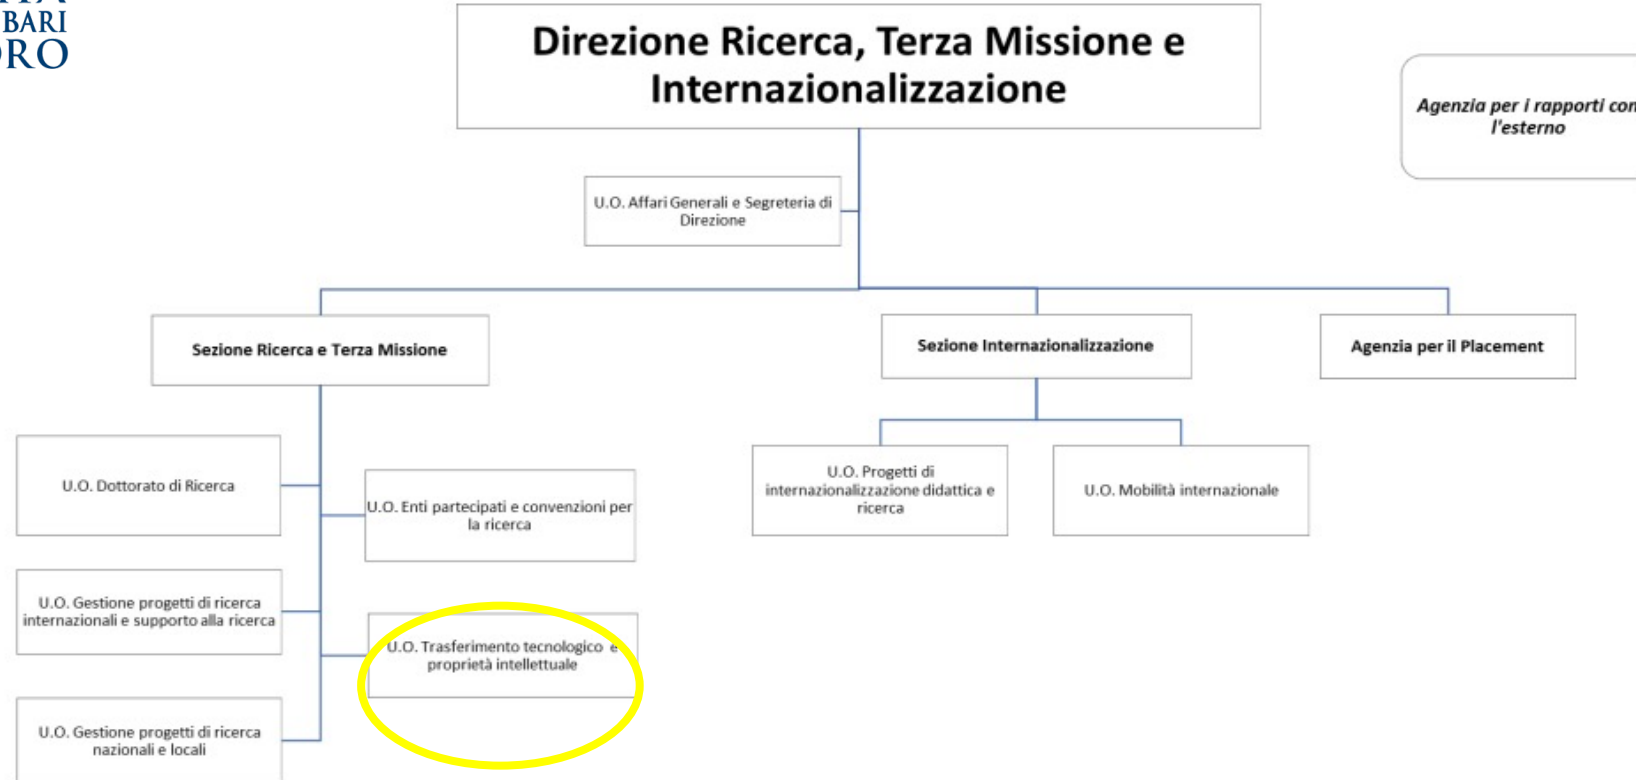 BARI
Direzione Ricerca, Terza Missione e
Internazionalizzazione
Agenzia per i rapporti con
l'esterno
U.O. Affari Generali e Segreteria di
Direzione
Sezione Ricerca e Terza Missione
Sezione Internazionalizzazione
Agenzia per il Placement
U.O. Dottorato di Ricerca
U.O. Enti partecipati e convenzioni per
la ricerca
U.O. Progetti di
internazionalizzazione didattica e
ricerca
U.O. Mobilità internazionale
U.O. Gestione progetti di ricerca
internazionali e supporto alla ricerca
U.O. Trasferimento tecnologico e
proprietà intellettuale
U.O. Gestione progetti di ricerca
nazionali e locali